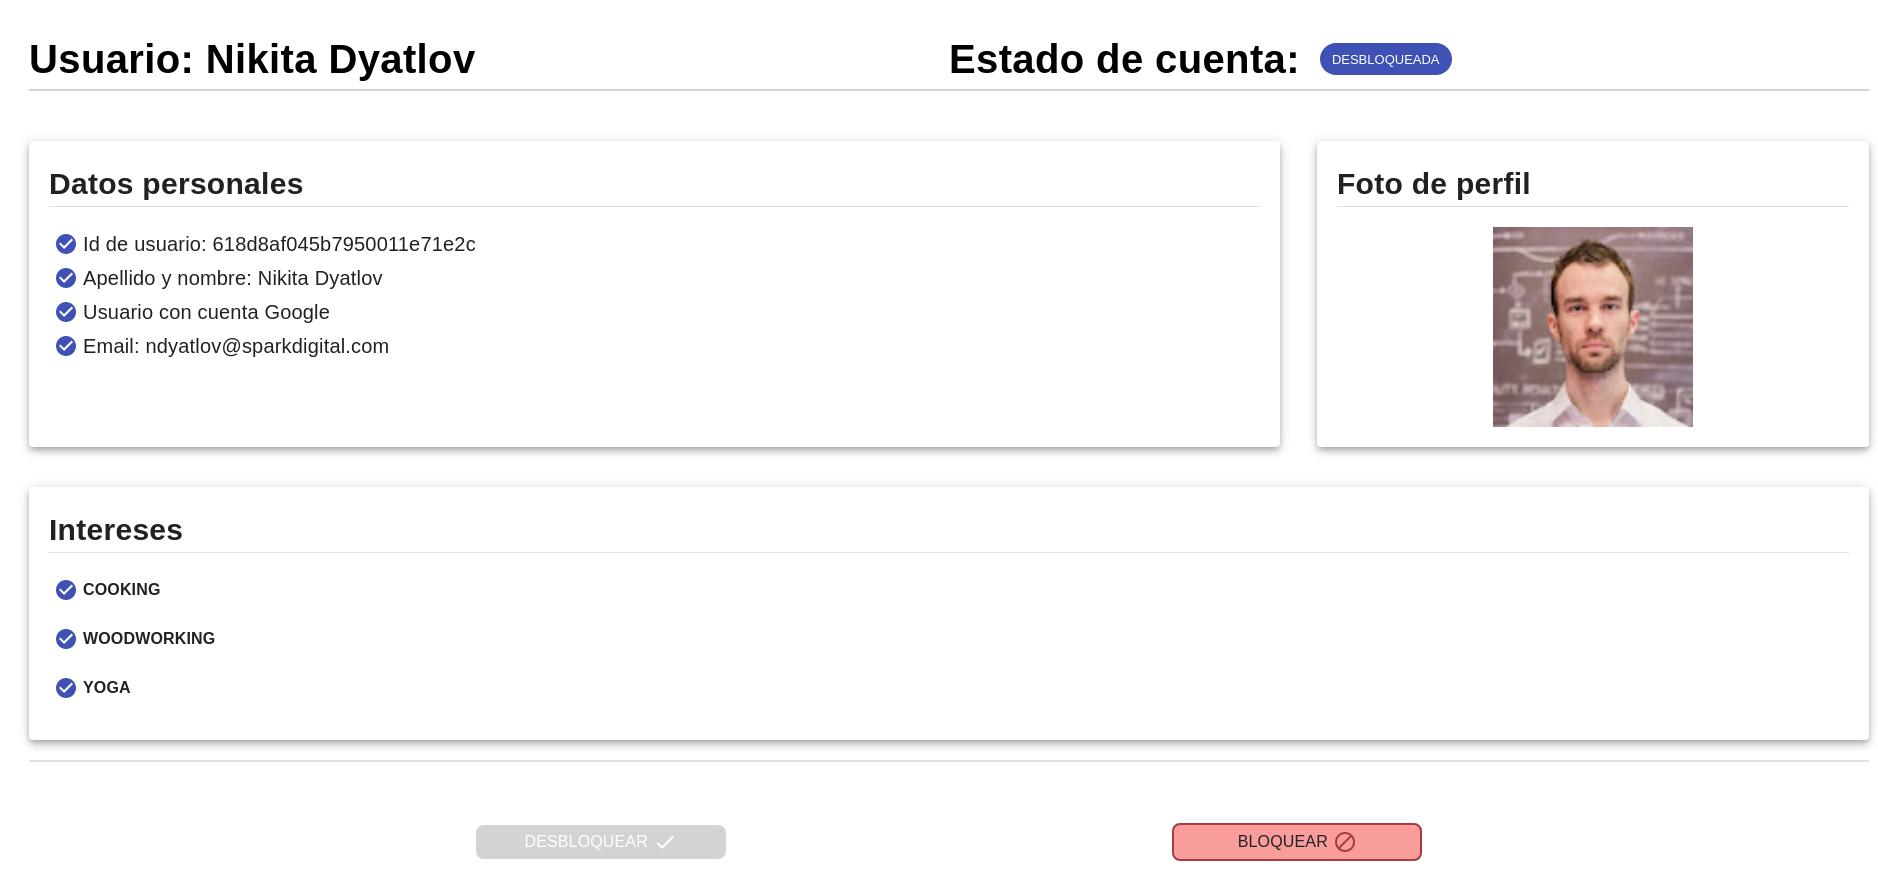 Usuario: Nikita Dyatlov
Estado de cuenta: DESBLOQUEADA
Datos personales
Id de usuario: 618d8af045b7950011e71e2c
Apellido y nombre: Nikita Dyatlov
Usuario con cuenta Google
Email: ndyatlov@sparkdigital.com
Foto de perfil
Intereses
COOKING
WOODWORKING
YOGA
DESBLOQUEAR
BLOQUEAR